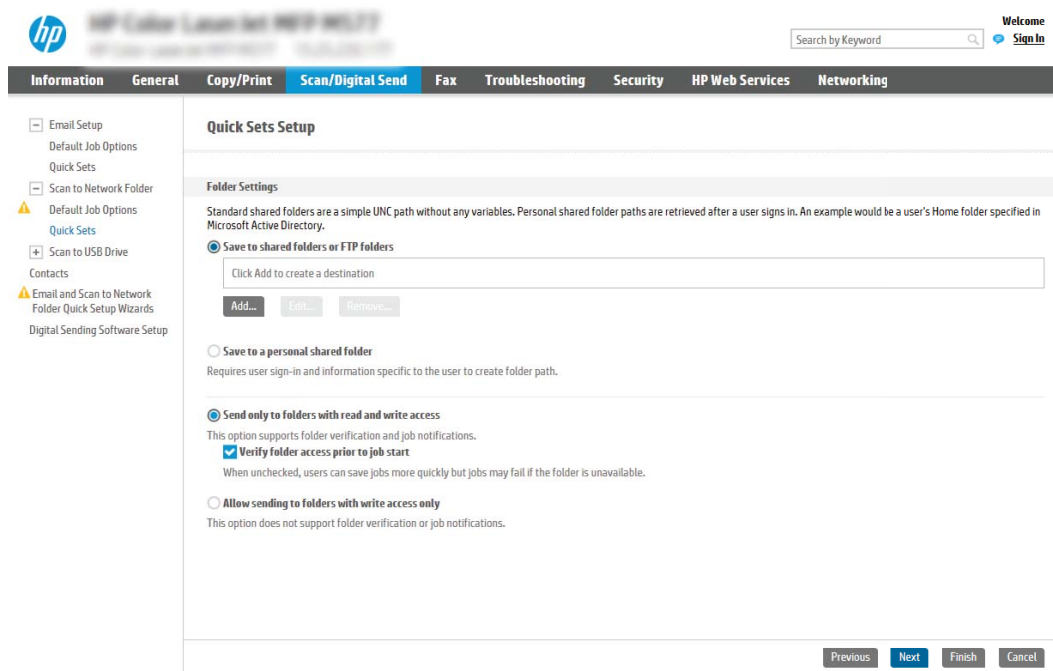 hp
Welcome
Search by Keyword
Sign In
Information General Copy/Print Scan/Digital Send Fax Troubleshooting Security HP Web Services Networking
Email Setup
Default Job Options
Quick Sets
Scan to Network Folder
Default Job Options
Quick Sets
Scan to USB Drive
Contacts
Email and Scan to Network
Folder Quick Setup Wizards
Digital Sending Software Setup
Quick Sets Setup
Folder Settings
Standard shared folders are a simple UNC path without any variables. Personal shared folder paths are retrieved after a user signs in. An example would be a user's Home folder specified in
Microsoft Active Directory.
Save to shared folders or FTP folders
Click Add to create a destination
Add... Edit... Remove...
Save to a personal shared folder
Requires user sign-in and information specific to the user to create folder path.
Send only to folders with read and write access
This option supports folder verification and job notifications.
Verify folder access prior to job start
When unchecked, users can save jobs more quickly but jobs may fail if the folder is unavailable.
Allow sending to folders with write access only
This option does not support folder verification or job notifications.
Previous Next Finish Cancel